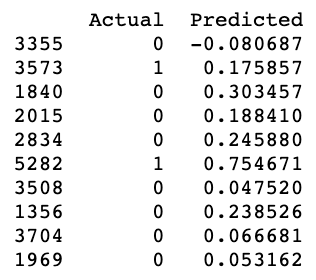 Actual Predicted
3355 0 -0.080687
3573 1 0.175857
1840 0 0.303457
2015 0 0.188410
2834 0 0.245880
5282 1 0.754671
3508 0 0.047520
1356 0 0.238526
3704 0 0.066681
1969 0 0.053162